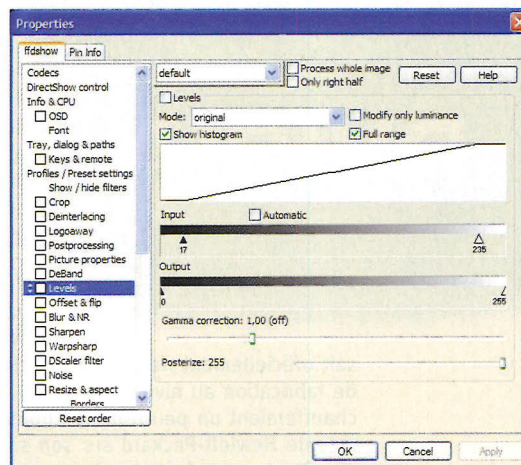 Properties
ffdshow Pin Info
Codecs
DirectShow control
Info & CPU
OSD
Font
Tray, dialog & paths
Keys & remote
Profiles / Preset settings
Show / hide filters
Crop
Deinterlacing
Logoaway
Postprocessing
Picture properties
DeBand
Levels
Offset & flip
Blur & NR
Sharpen
Warpsharp
DScaler filter
Noise
Resize & aspect
Borders
Reset order
default
Process whole image
Only right half
Reset
Help
Levels
Mode: original
Modify only luminance
Show histogram
Full range
Input
Automatic
17
235
Output
0
255
Gamma correction: 1,00 (off)
Posterize: 255
OK
Cancel
Apply